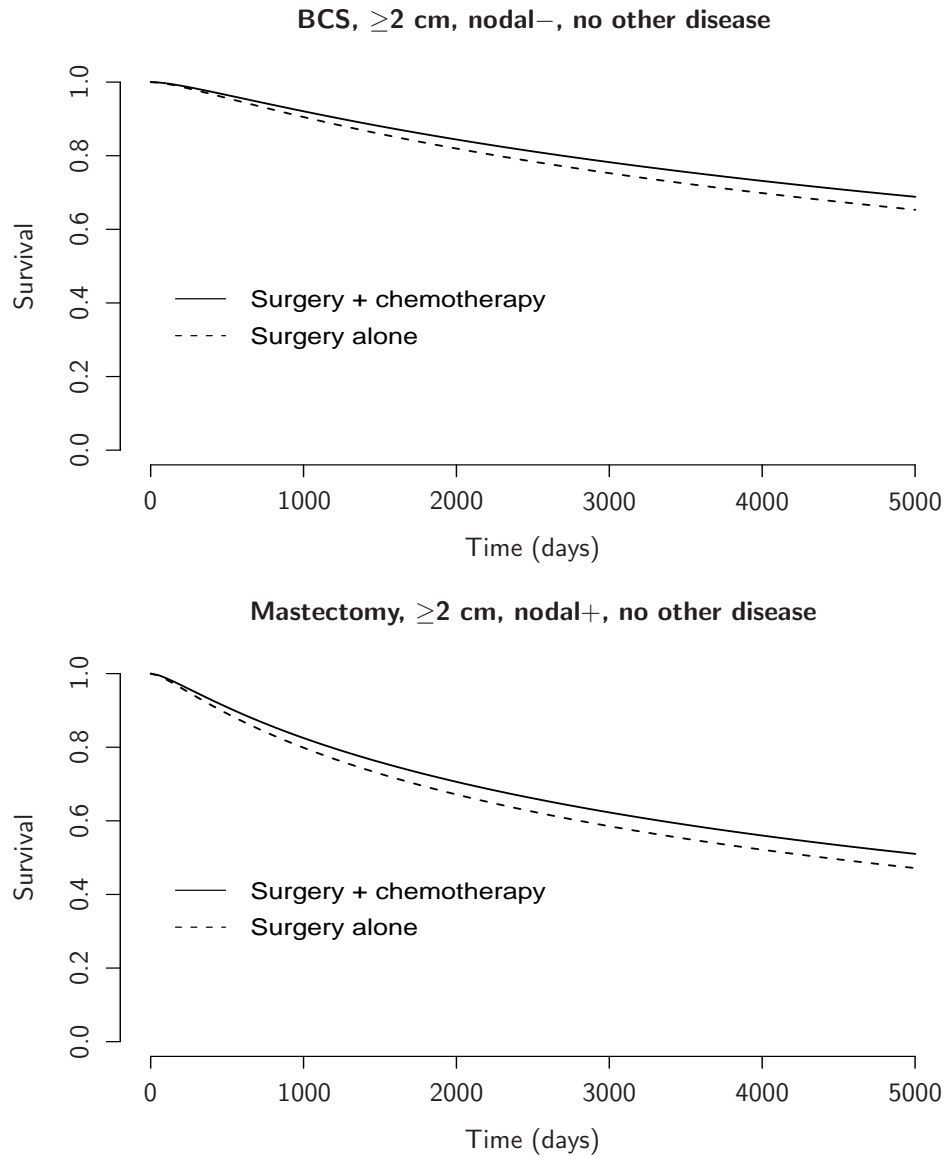 BCS, ≥2 cm, nodal−, no other disease
1.0
0.8
0.6
0.4
0.2
0.0
Survival
Surgery + chemotherapy
Surgery alone
0 1000 2000 3000 4000 5000
Time (days)
Mastectomy, ≥2 cm, nodal+, no other disease
1.0
0.8
0.6
0.4
0.2
0.0
Survival
Surgery + chemotherapy
Surgery alone
0 1000 2000 3000 4000 5000
Time (days)